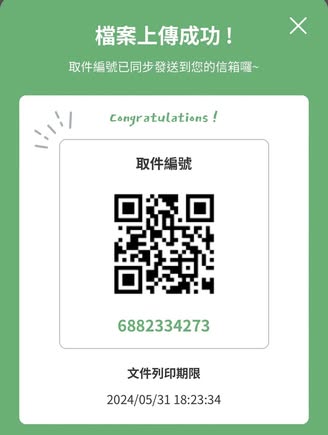 檔案上傳成功！
取件編號已同步發送到您的信箱囉~
Congratulations!
取件編號
6882334273
文件列印期限
2024/05/31 18:23:34